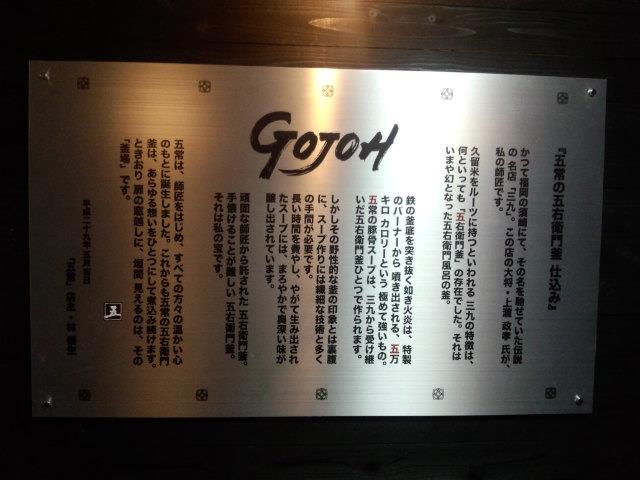 GOJOH
『五常の五右衛門釜 仕込み』
かつて福岡の須崎にて、その名を馳せていた伝説
の 名店「三九」。この店の大将・上瀧 政孝 氏が、
私の師匠です。
久留米をルーツに持つといわれる 三九の特徴は、
何といっても「五右衛門釜」の存在でした。それは
いまや幻となった五右衛門風呂の釜。
鉄の釜底を突き抜く如き火炎は、特製
のバーナーから 噴き出される、五万
キロ カロリーという 極めて強いもの。
五常の豚骨スープは、三九から受け継
いだ五右衛門釜ひとつで作られます。
しかしその野性的な釜の印象とは裏腹
に、スープ作りには繊細な技術と多く
の手間が必要です。
長い時間を費やし、やがて生み出され
たスープには、まろやかで奥深い味が
醸し出されています。
頑固な師匠から託された 五右衛門釜。
手懐けることが難しい 五右衛門釜。
それは私の宝です。
五常は、師匠をはじめ、すべての方々の温かい心
のもとに誕生しました。これからも五常の五右衛門
釜は、あらゆる想いをひとつにして煮込み続けます。
ときおり 扉の窓越しに、垣間 見えるのは、その
「釜場」です。
平成二十九年 五月 吉日
「五常」店主・林
五